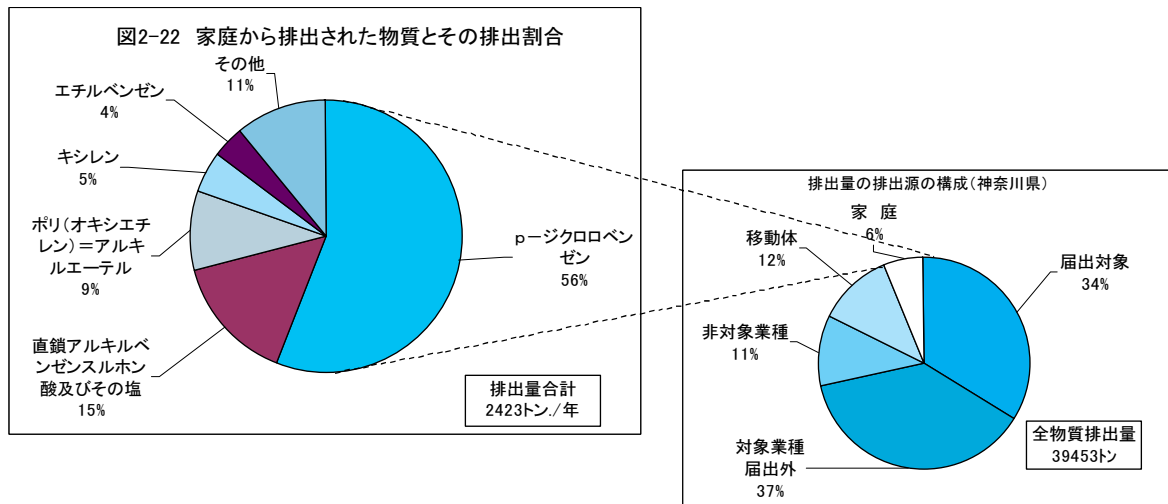 図2-22 家庭から排出された物質とその排出割合
その他
11%
エチルベンゼン
4%
キシレン
5%
ポリ(オキシエチ
レン)=アルキ
ルエーテル
9%
直鎖アルキルベ
ンゼンスルホン
酸及びその塩
15%
p-ジクロロベン
ゼン
56%
排出量合計
2423トン./年
排出量の排出源の構成(神奈川県)
家 庭
6%
移動体
12%
届出対象
34%
非対象業種
11%
対象業種
届出外
37%
全物質排出量
39453トン